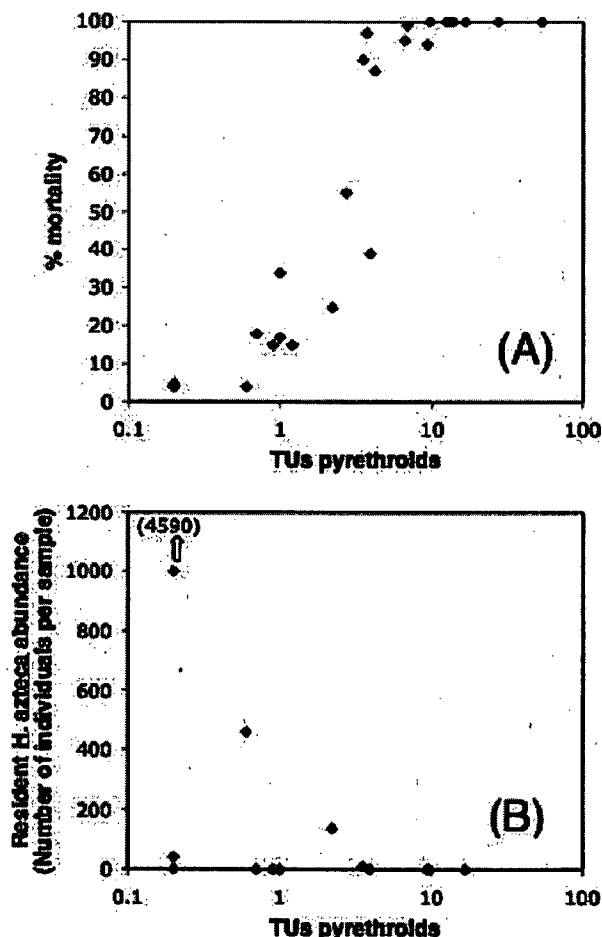 100
90
80
70
60
50
40
30
20
10
0
% mortality
(A)
0.1 1 10 100
TUs pyrethroids
1200
1000
800
600
400
200
0
(4590)
Resident H. azteca abundance
(Number of individuals per sample)
(B)
0.1 1 10 100
TUs pyrethroids